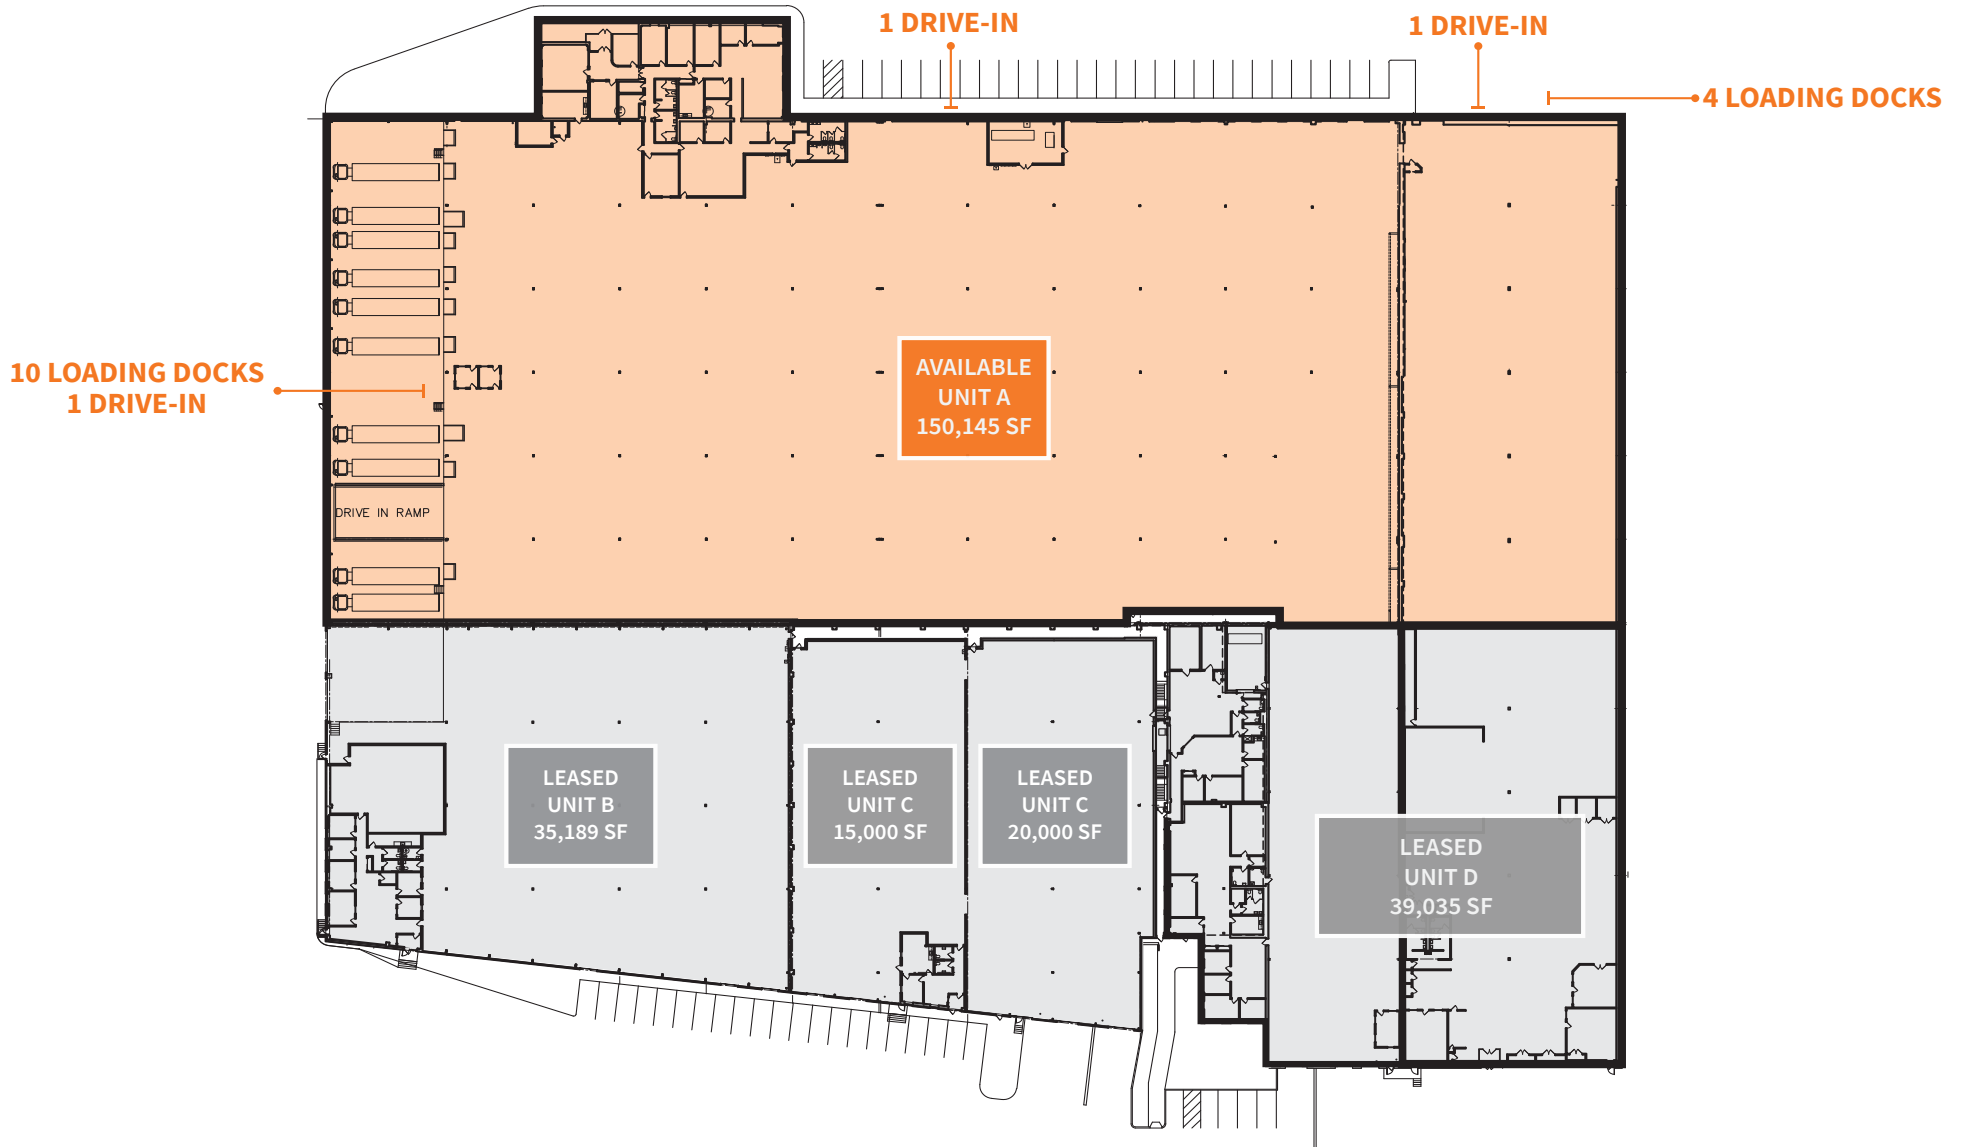 1 DRIVE-IN
1 DRIVE-IN
4 LOADING DOCKS
10 LOADING DOCKS
1 DRIVE-IN
AVAILABLE
UNIT A
150,145 SF
DRIVE IN RAMP
LEASED
UNIT B
35,189 SF
LEASED
UNIT C
15,000 SF
LEASED
UNIT C
20,000 SF
LEASED
UNIT D
39,035 SF